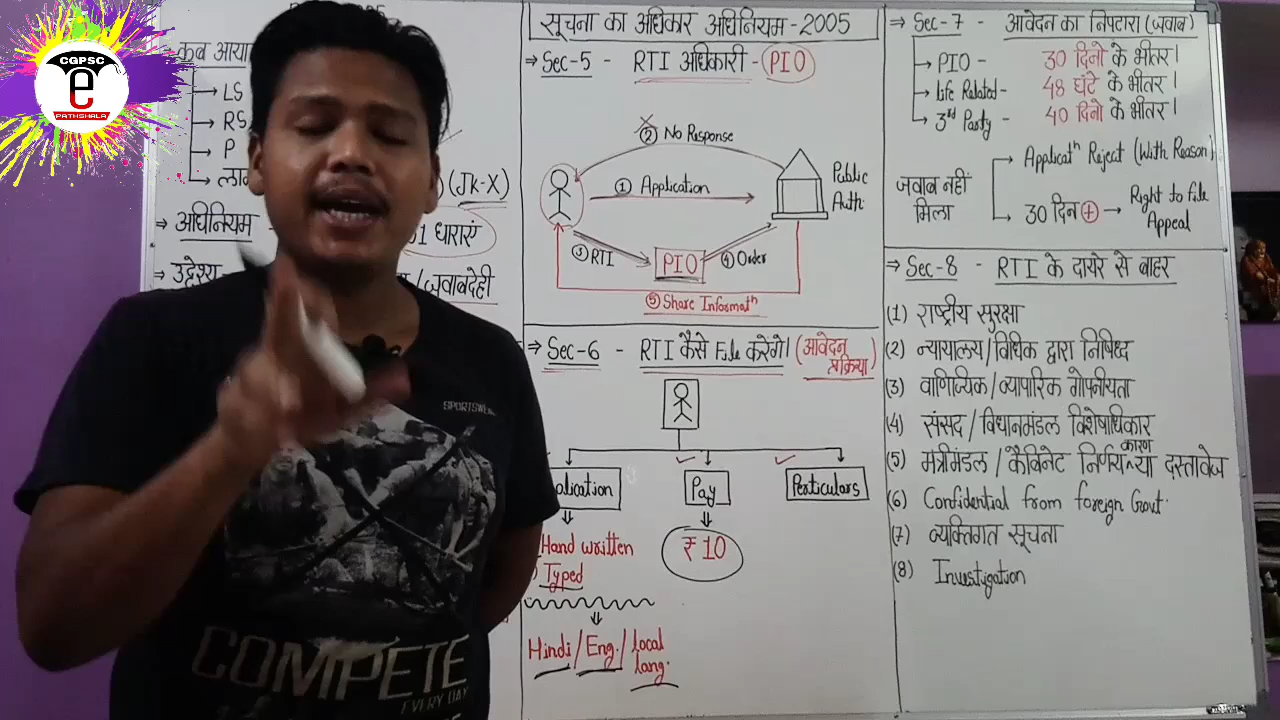 CGPSC
e
PATHSHALA
2005
कब आया
→ LS
→ RS
→ P
(JK-X)
→ अधिनियम
31 धाराएं
→ उद्देश्य
/जवाबदेही
सूचना का अधिकार अधिनियम - 2005
→ Sec-5 - RTI अधिकारी - PIO
② No Response
① Application
Public
Auth.
③ RTI
PIO
④ Order
⑤ Share Informatn
→ Sec-6 - RTI कैसे File करेंगे। (आवेदन प्रक्रिया)
plication
Pay
Perticulars
Hand written
Typed
₹ 10
Hindi / Eng. / local lang.
→ Sec-7 - आवेदन का निपटारा (जवाब)
→ PIO - 30 दिनो के भीतर।
→ Life Related - 48 घंटे के भीतर।
→ 3rd Party - 40 दिनो के भीतर।
जवाब नहीं मिला
→ Applicatn Reject (With Reason)
→ 30 दिन + → Right to File Appeal
→ Sec-8 - RTI के दायरे से बाहर
(1) राष्ट्रीय सुरक्षा
(2) न्यायालय/विधिक द्वारा निषिध्द
(3) वाणिज्यिक/व्यापारिक गोपनीयता
(4) संसद/विधानमंडल विशेषाधिकार
(5) मंत्रीमंडल/कैबिनेट निर्णय कारण या दस्तावेज
(6) Confidential from foreign Govt.
(7) व्यक्तिगत सूचना
(8) Investigation
SPORTSWEAR
COMPETE
EVERY DAY